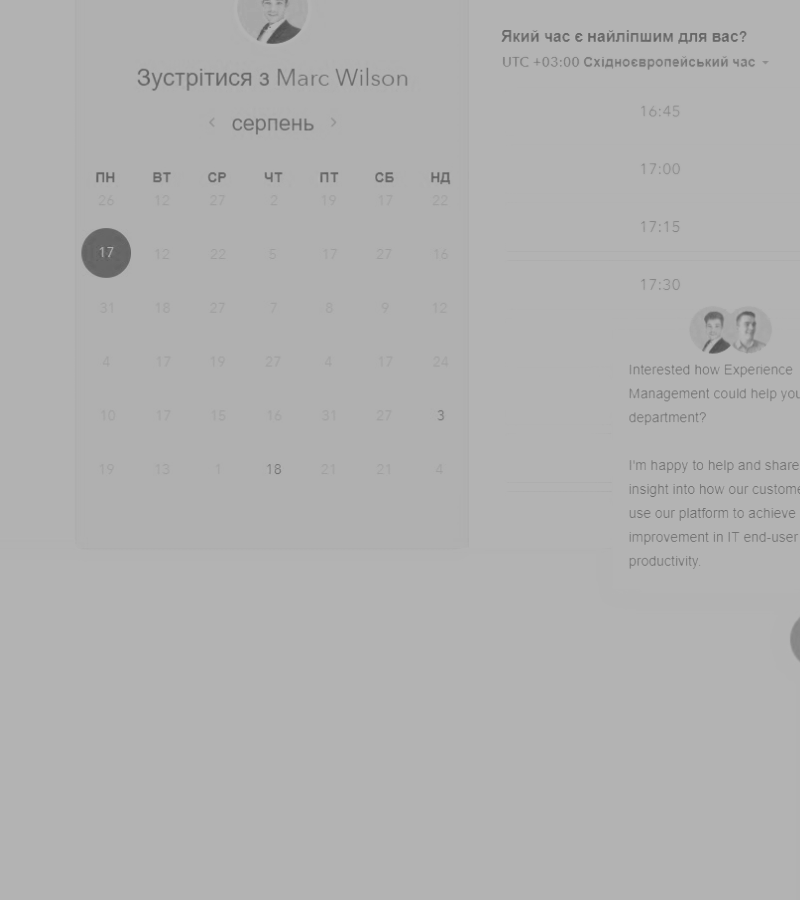 Зустрітися з Marc Wilson
серпень
ПН ВТ СР ЧТ ПТ СБ НД
26 12 27 2 19 17 22
17 12 22 5 17 27 16
31 18 27 7 8 9 12
4 17 19 27 4 17 24
10 17 15 16 31 27 3
19 13 1 18 21 21 4
Який час є найліпшим для вас?
UTC +03:00 Східноєвропейський час
16:45
17:00
17:15
17:30
Interested how Experience
Management could help you
department?
I'm happy to help and share
insight into how our custome
use our platform to achieve
improvement in IT end-user
productivity.